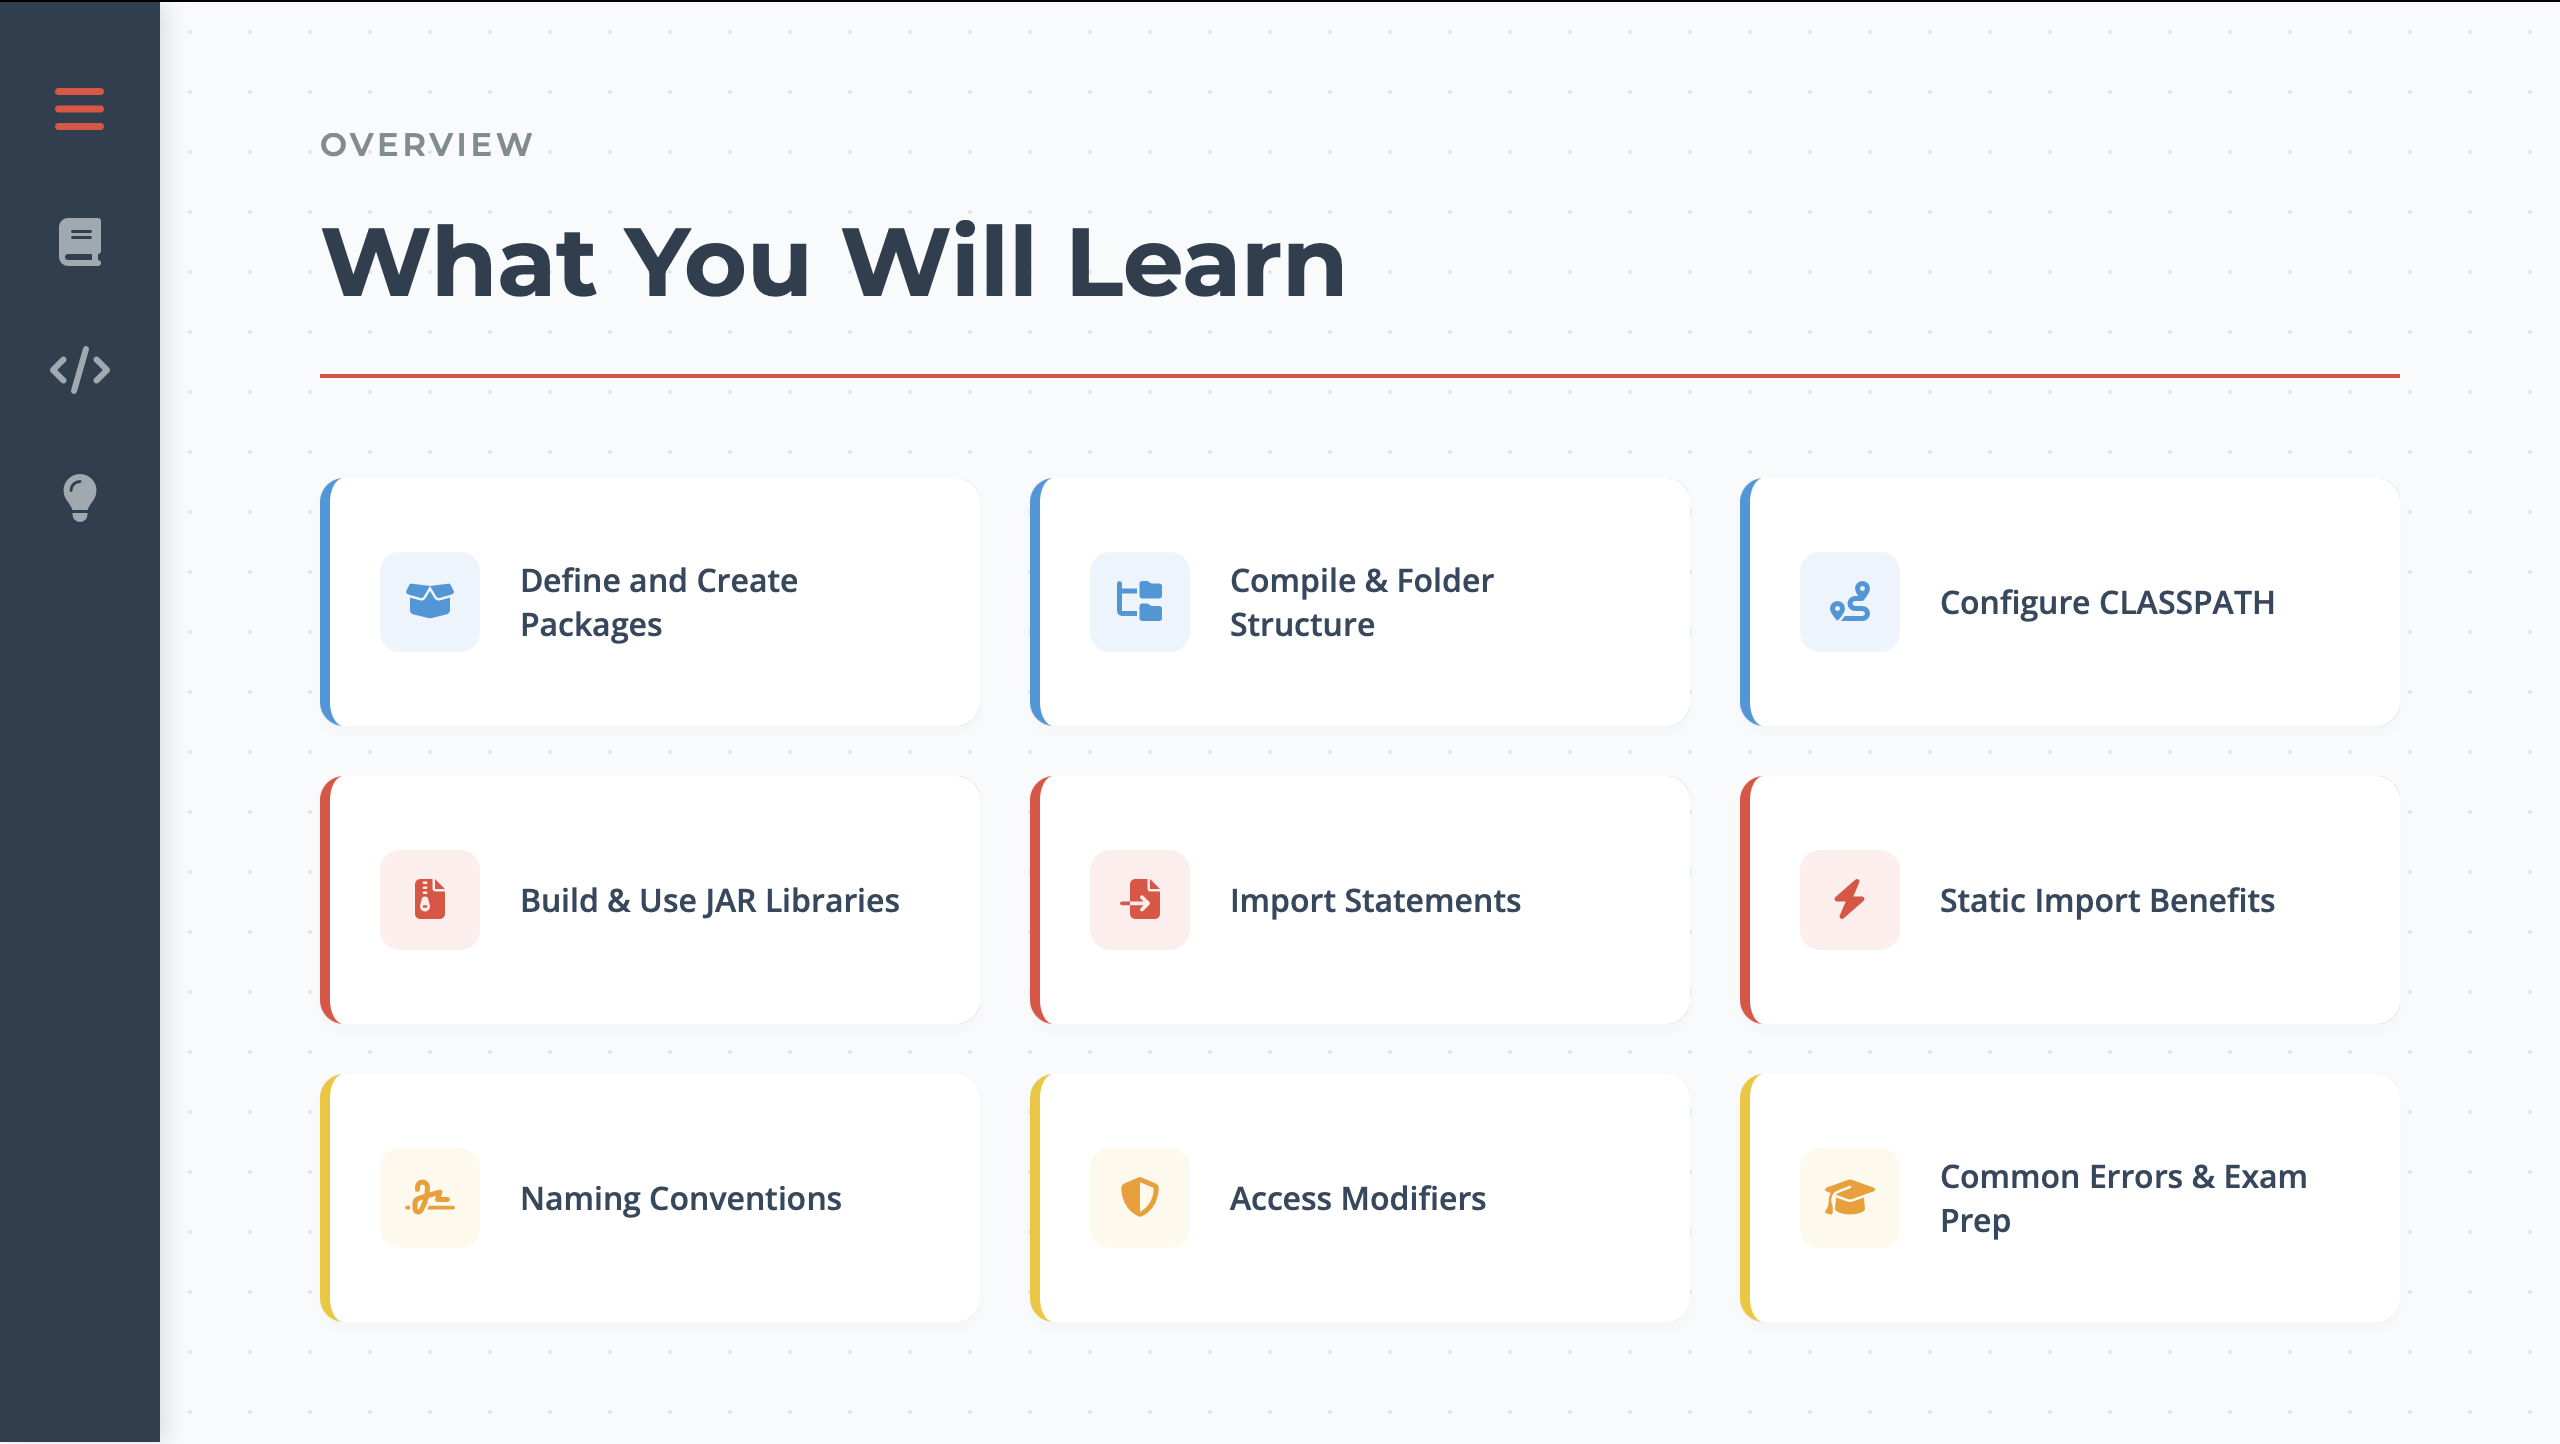 OVERVIEW
What You Will Learn
Define and Create
Packages
Compile & Folder
Structure
Configure CLASSPATH
Build & Use JAR Libraries
Import Statements
Static Import Benefits
Naming Conventions
Access Modifiers
Common Errors & Exam
Prep